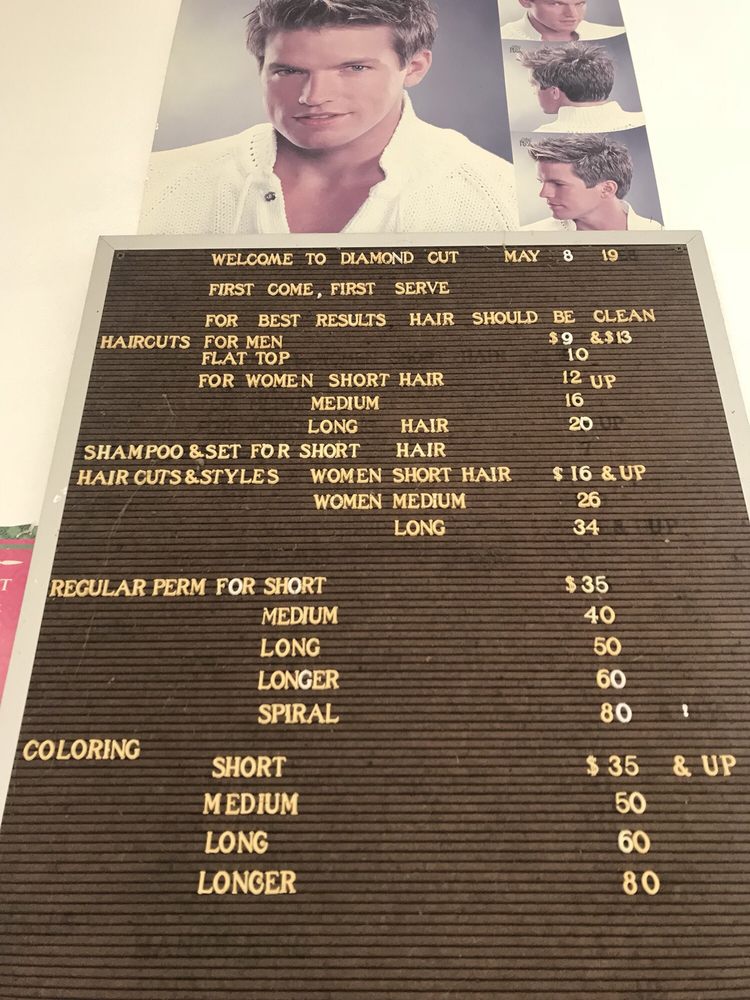 WELCOME TO DIAMOND CUT MAY 8 19
FIRST COME, FIRST SERVE
FOR BEST RESULTS HAIR SHOULD BE CLEAN
HAIRCUTS FOR MEN $9 &$13
FLAT TOP 10
FOR WOMEN SHORT HAIR 12 UP
MEDIUM 16
LONG HAIR 20
SHAMPOO & SET FOR SHORT HAIR
HAIR CUTS & STYLES WOMEN SHORT HAIR $16 & UP
WOMEN MEDIUM 26
LONG 34
REGULAR PERM FOR SHORT $35
MEDIUM 40
LONG 50
LONGER 60
SPIRAL 80
COLORING
SHORT $35 & UP
MEDIUM 50
LONG 60
LONGER 80